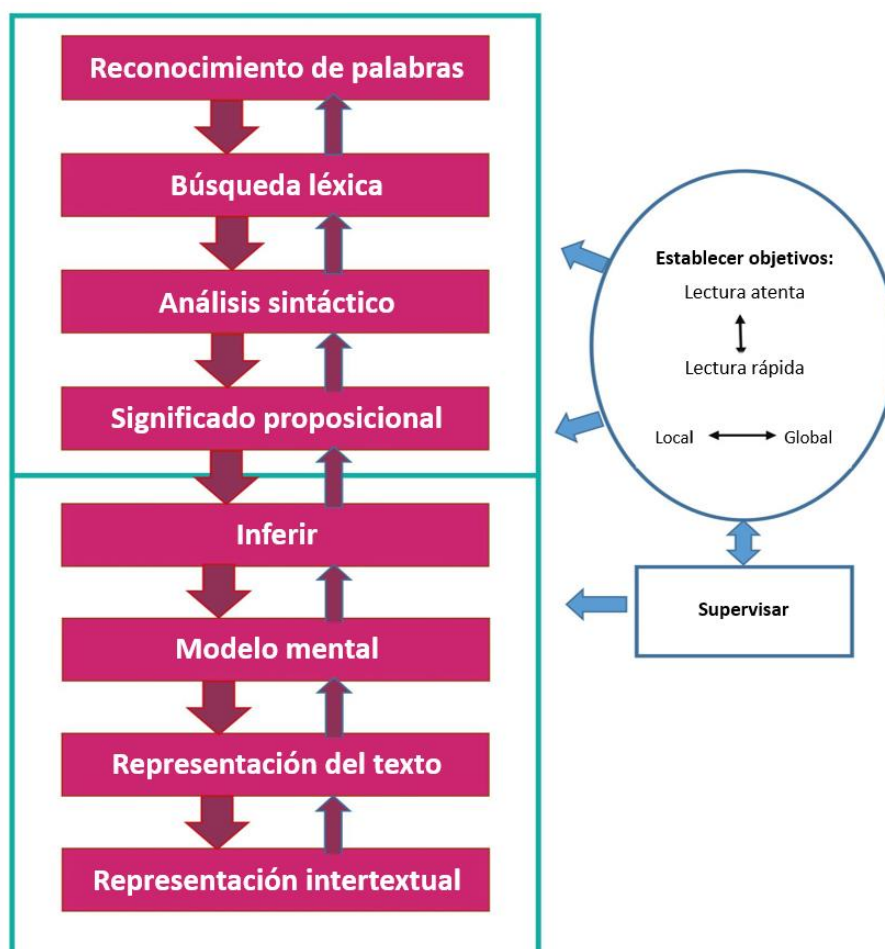 Reconocimiento de palabras
Búsqueda léxica
Análisis sintáctico
Significado proposicional
Inferir
Modelo mental
Representación del texto
Representación intertextual
Establecer objetivos:
Lectura atenta
Lectura rápida
Local
Global
Supervisar